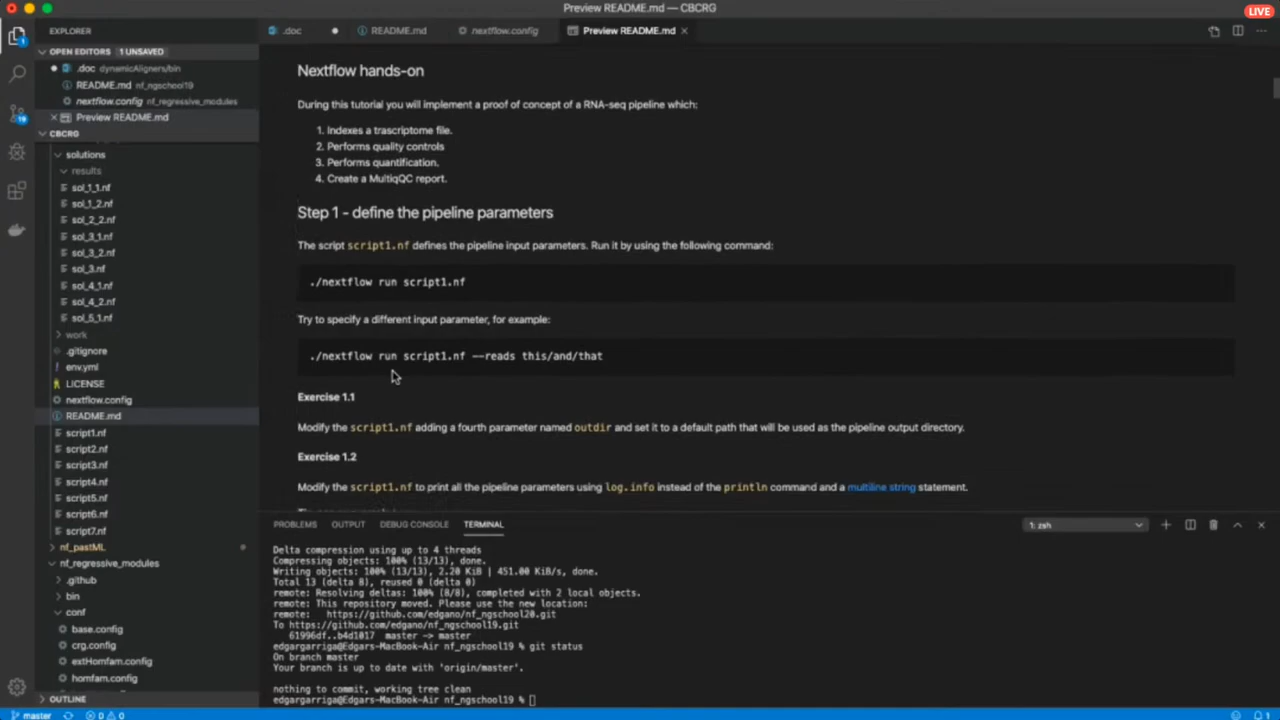 Preview README.md — CBCRG
LIVE
EXPLORER
OPEN EDITORS 1 UNSAVED
.doc dynamicAligners/bin
README.md nf_ngschool19
nextflow.config nf_regressive_modules
Preview README.md
CBCRG
solutions
results
sol_1_1.nf
sol_1_2.nf
sol_2_2.nf
sol_3_1.nf
sol_3_2.nf
sol_3.nf
sol_4_1.nf
sol_4_2.nf
sol_5_1.nf
work
.gitignore
env.yml
LICENSE
nextflow.config
README.md
script1.nf
script2.nf
script3.nf
script4.nf
script5.nf
script6.nf
script7.nf
nf_pastML
nf_regressive_modules
.github
bin
conf
base.config
crg.config
extHomfam.config
homfam.config
OUTLINE
.doc README.md nextflow.config Preview README.md
Nextflow hands-on
During this tutorial you will implement a proof of concept of a RNA-seq pipeline which:
1. Indexes a trascriptome file.
2. Performs quality controls
3. Performs quantification.
4. Create a MultiqQC report.
Step 1 - define the pipeline parameters
The script script1.nf defines the pipeline input parameters. Run it by using the following command:
./nextflow run script1.nf
Try to specify a different input parameter, for example:
./nextflow run script1.nf --reads this/and/that
Exercise 1.1
Modify the script1.nf adding a fourth parameter named outdir and set it to a default path that will be used as the pipeline output directory.
Exercise 1.2
Modify the script1.nf to print all the pipeline parameters using log.info instead of the println command and a multiline string statement.
PROBLEMS OUTPUT DEBUG CONSOLE TERMINAL
1: zsh
Delta compression using up to 4 threads
Compressing objects: 100% (13/13), done.
Writing objects: 100% (13/13), 2.20 KiB | 451.00 KiB/s, done.
Total 13 (delta 8), reused 0 (delta 0)
remote: Resolving deltas: 100% (8/8), completed with 2 local objects.
remote: This repository moved. Please use the new location:
remote: https://github.com/edgano/nf_ngschool20.git
To https://github.com/edgano/nf_ngschool19.git
61996df..b4d1017 master -> master
edgargarriga@Edgars-MacBook-Air nf_ngschool19 % git status
On branch master
Your branch is up to date with 'origin/master'.
nothing to commit, working tree clean
edgargarriga@Edgars-MacBook-Air nf_ngschool19 %
master 0 0 1